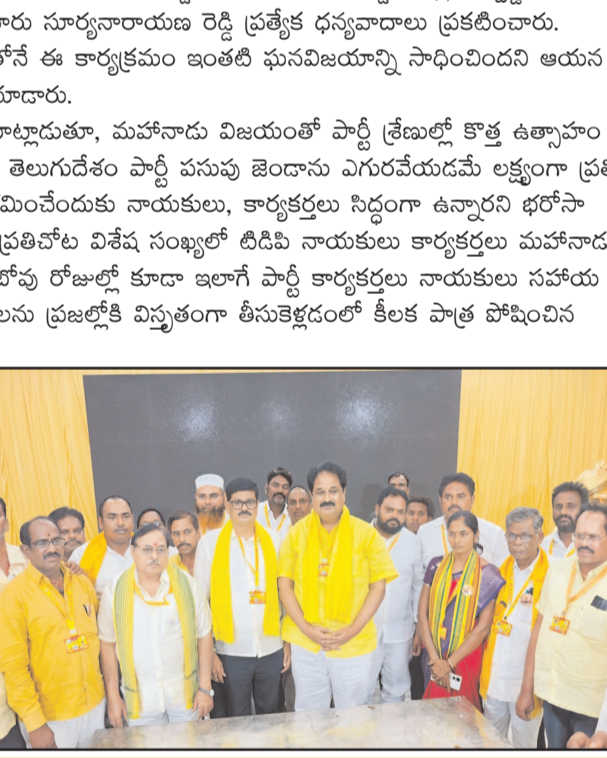 సూర్యనారాయణ రెడ్డి ప్రత్యేక ధన్యవాదాలు ప్రకటించారు.
ఈ కార్యక్రమం ఇంతటి ఘనవిజయాన్ని సాధించిందని ఆయన
మహానాడు విజయంతో పార్టీ శ్రేణుల్లో కొత్త ఉత్సాహం
తెలుగుదేశం పార్టీ పసుపు జెండాను ఎగురవేయడమే లక్ష్యంగా
నాయకులు, కార్యకర్తలు సిద్ధంగా ఉన్నారని భరోసా
ప్రతిచోట విశేష సంఖ్యలో టిడిపి నాయకులు కార్యకర్తలు మహానాడు
రోజుల్లో కూడా ఇలాగే పార్టీ కార్యకర్తలు నాయకులు సహాయ
ప్రజల్లోకి విస్తృతంగా తీసుకెళ్లడంలో కీలక పాత్ర పోషించిన